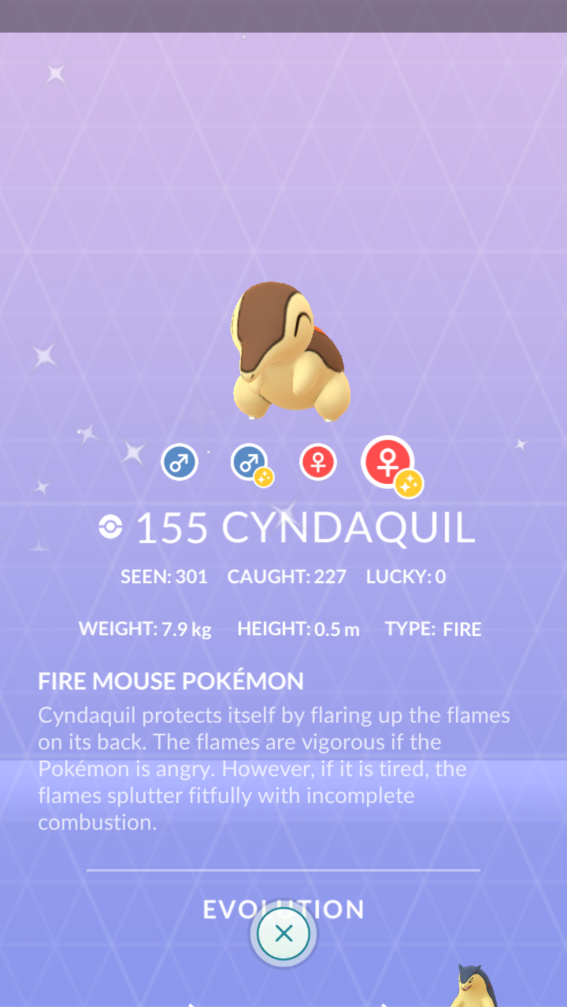 155 CYNDAQUIL
SEEN: 301 CAUGHT: 227 LUCKY: 0
WEIGHT: 7.9 kg HEIGHT: 0.5 m TYPE: FIRE
FIRE MOUSE POKÉMON
Cyndaquil protects itself by flaring up the flames
on its back. The flames are vigorous if the
Pokémon is angry. However, if it is tired, the
flames splutter fitfully with incomplete
combustion.
EVOLUTION